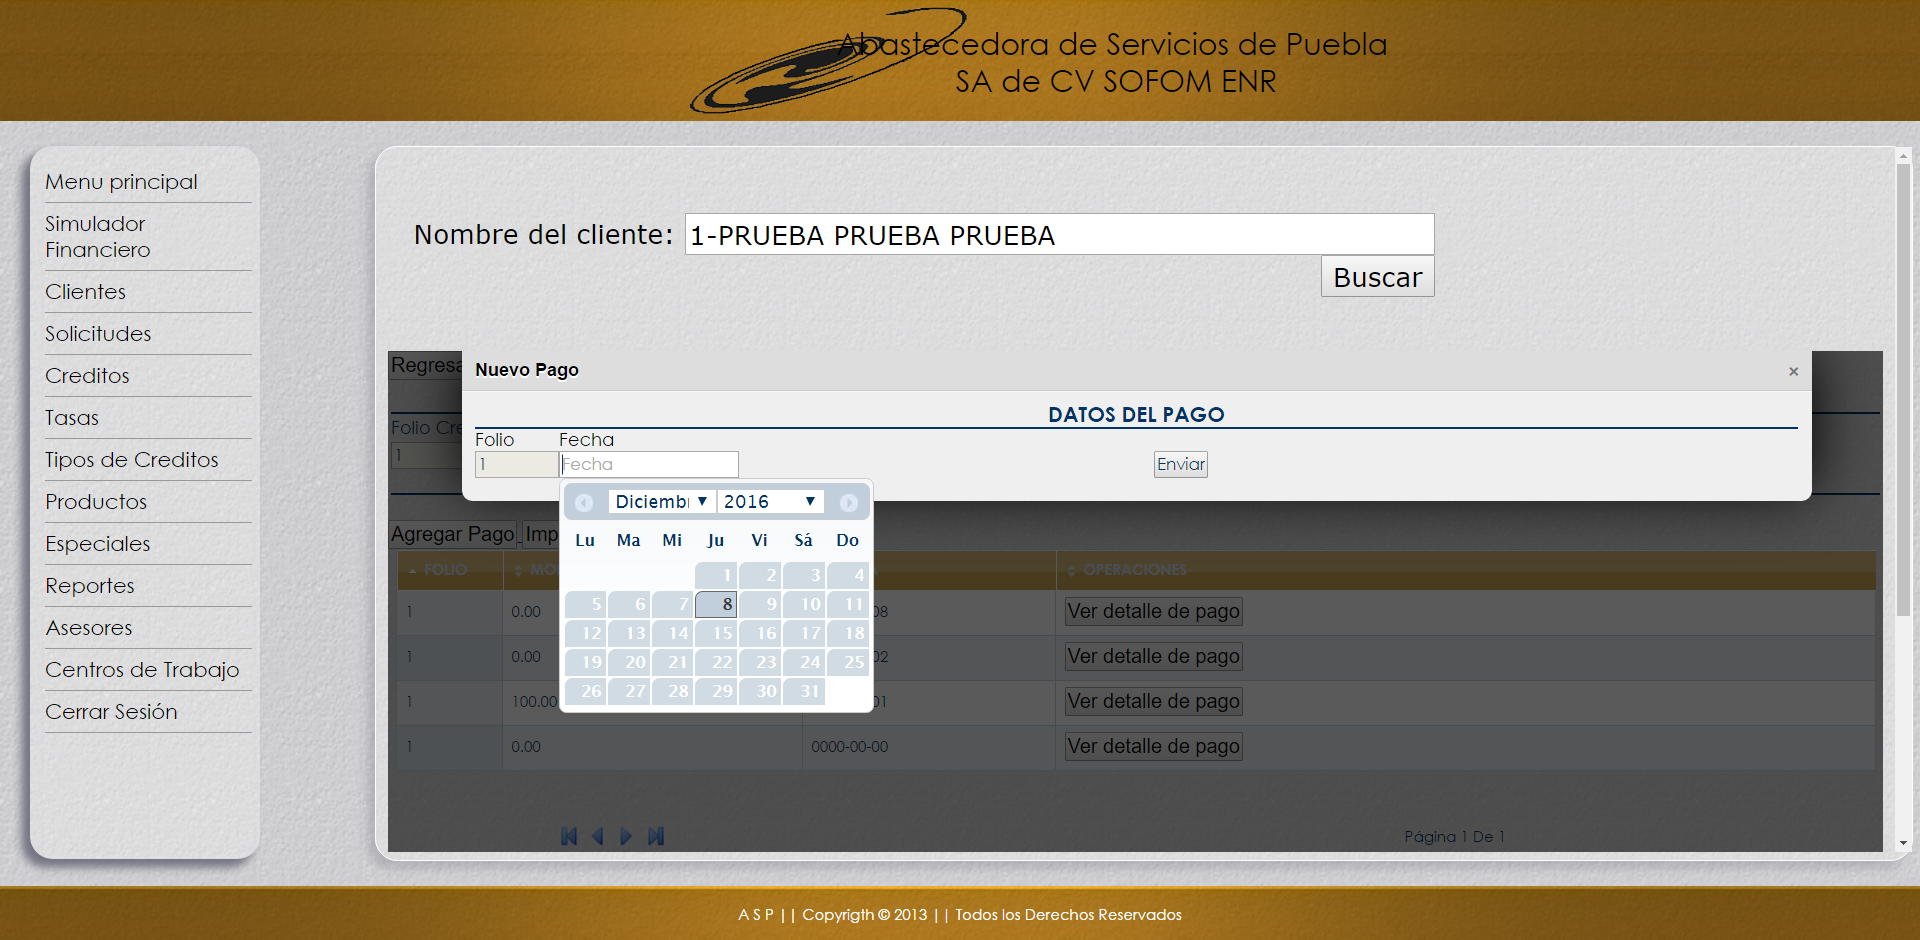 Abastecedora de Servicios de Puebla
SA de CV SOFOM ENR
Menu principal
Simulador
Financiero
Clientes
Solicitudes
Creditos
Tasas
Tipos de Creditos
Productos
Especiales
Reportes
Asesores
Centros de Trabajo
Cerrar Sesión
Nombre del cliente: 1-PRUEBA PRUEBA PRUEBA
Buscar
Regresa
Nuevo Pago ×
DATOS DEL PAGO
Folio Cre
1
Folio Fecha
1 Fecha Enviar
Diciemb 2016
Lu Ma Mi Ju Vi Sá Do
1 2 3 4
5 6 7 8 9 10 11
12 13 14 15 16 17 18
19 20 21 22 23 24 25
26 27 28 29 30 31
Agregar Pago Imp
FOLIO MO OPERACIONES
1 0.00 08 Ver detalle de pago
1 0.00 02 Ver detalle de pago
1 100.00 01 Ver detalle de pago
1 0.00 0000-00-00 Ver detalle de pago
Página 1 De 1
A S P || Copyrigth © 2013 || Todos los Derechos Reservados